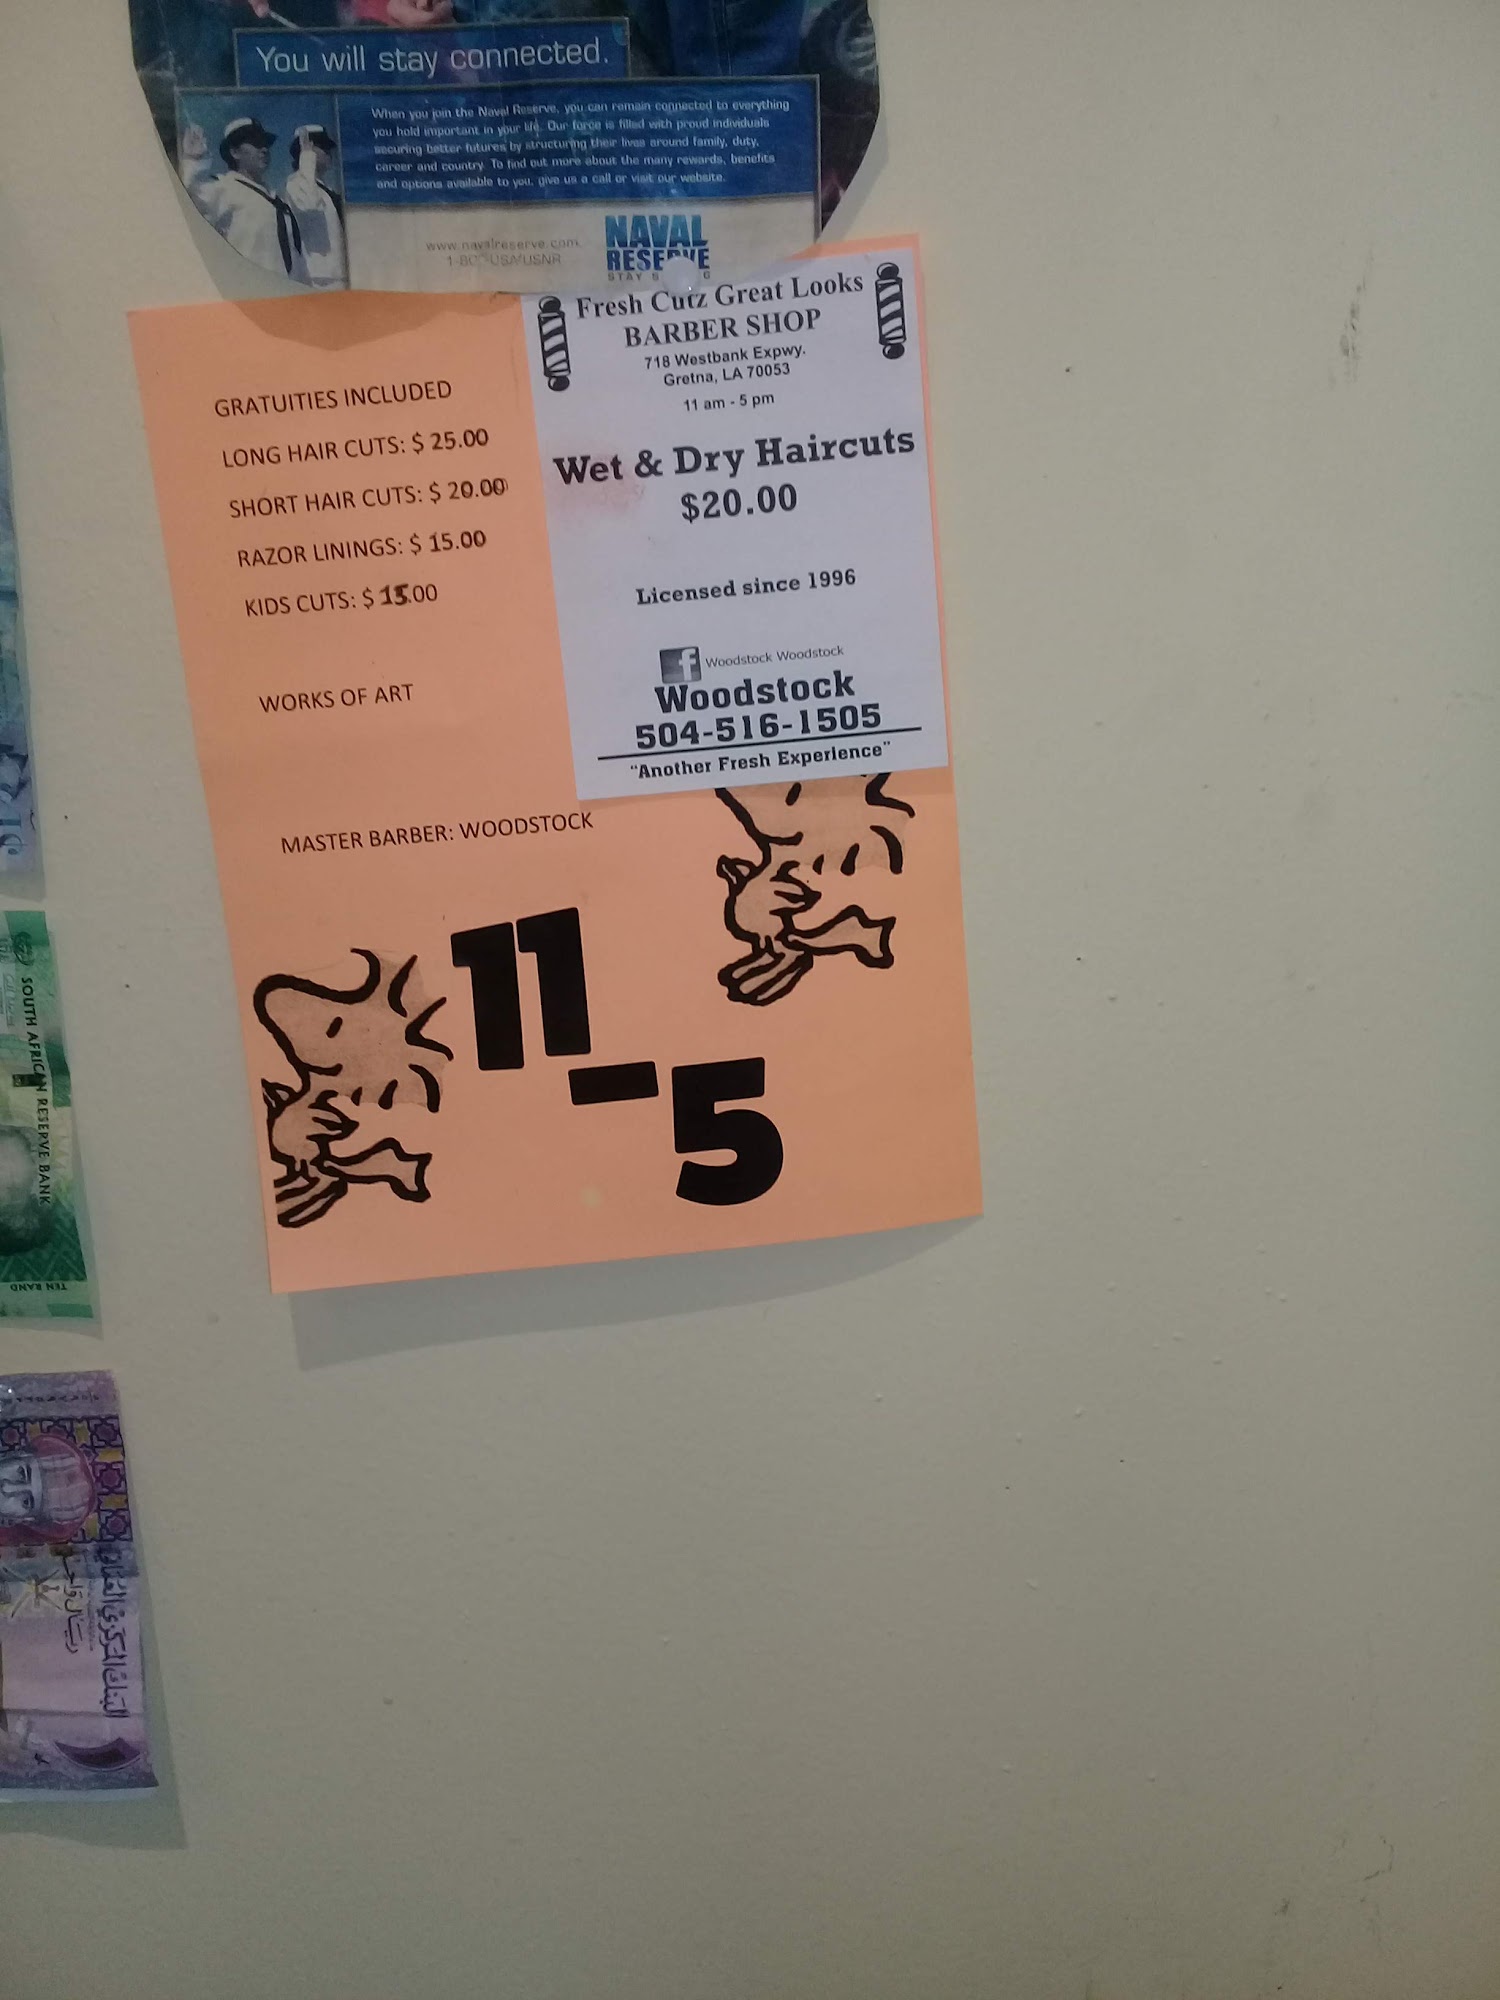 You will stay connected.
When you join the Naval Reserve, you can remain connected to everything
you hold important in your life. Our force is filled with proud individuals
securing better futures by structuring their lives around family, duty,
career and country. To find out more about the many rewards, benefits
and options available to you, give us a call or visit our website.
www.navalreserve.com
USA/USNR
NAVAL
RESERVE
STAY
GRATUITIES INCLUDED
LONG HAIR CUTS: $ 25.00
SHORT HAIR CUTS: $ 20.00
RAZOR LININGS: $ 15.00
KIDS CUTS: $ 15.00
WORKS OF ART
MASTER BARBER: WOODSTOCK
11
-5
Fresh Cutz Great Looks
BARBER SHOP
718 Westbank Expwy.
Gretna, LA 70053
11 am - 5 pm
Wet & Dry Haircuts
$20.00
Licensed since 1996
f Woodstock Woodstock
Woodstock
504-516-1505
"Another Fresh Experience"
SOUTH AFRICAN RESERVE BANK
TEN RAND
البنك المركزي العماني